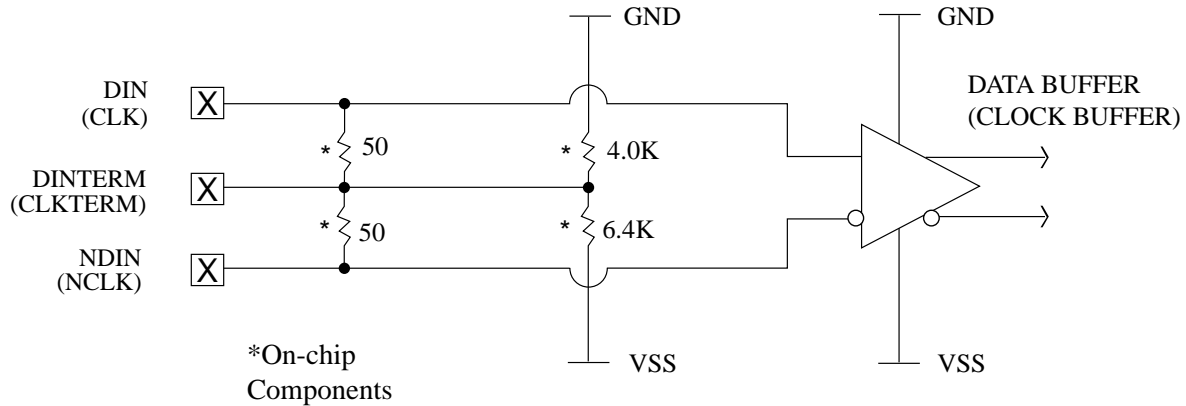 GND
GND
DIN
(CLK)
X
DATA BUFFER
(CLOCK BUFFER)
* 50
* 4.0K
DINTERM
(CLKTERM)
X
* 50
* 6.4K
NDIN
(NCLK)
X
*On-chip
Components
VSS
VSS